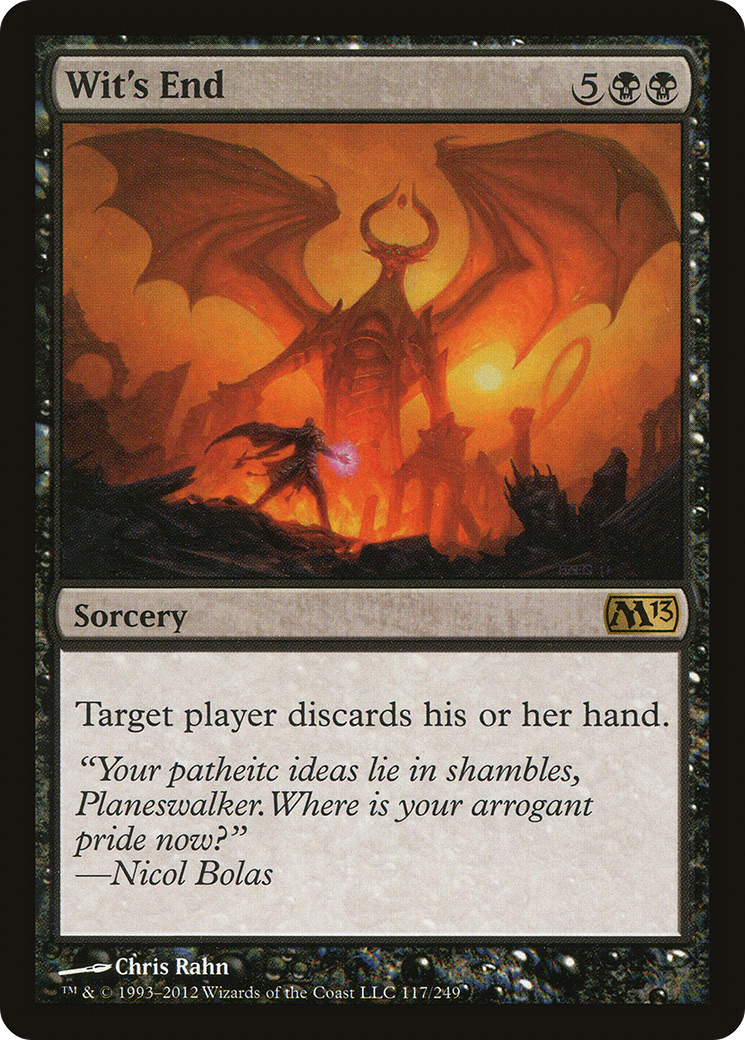 Wit's End 5
Sorcery M13
Target player discards his or her hand.
“Your patheitc ideas lie in shambles,
Planeswalker. Where is your arrogant
pride now?”
—Nicol Bolas
Chris Rahn
™ & © 1993–2012 Wizards of the Coast LLC 117/249